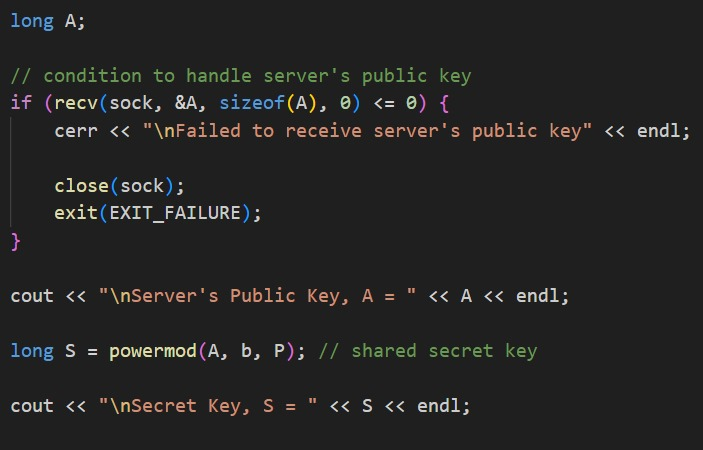 long A;
// condition to handle server's public key
if (recv(sock, &A, sizeof(A), 0) <= 0) {
    cerr << "\nFailed to receive server's public key" << endl;
    close(sock);
    exit(EXIT_FAILURE);
}
cout << "\nServer's Public Key, A = " << A << endl;
long S = powermod(A, b, P); // shared secret key
cout << "\nSecret Key, S = " << S << endl;